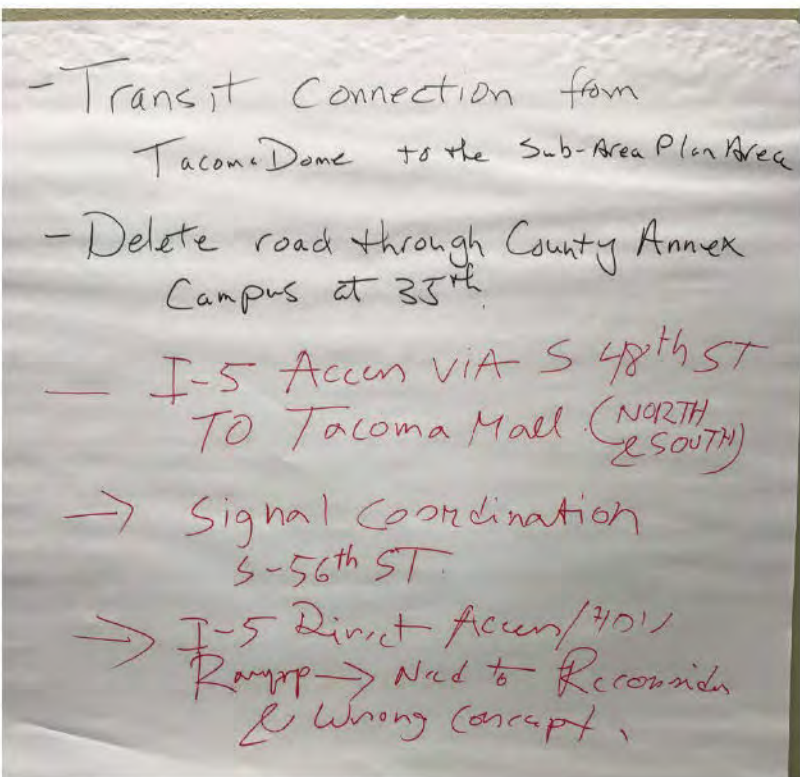 - Transit Connection from
Tacoma Dome to the Sub-Area Plan Area
- Delete road through County Annex
Campus at 35th.
— I-5 Access VIA S 48th ST
TO Tacoma Mall (NORTH
& SOUTH)
→ Signal Coordination
S-56th ST.
→ I-5 Direct Access/
Ramp → Need to Reconsider
& Wrong Concept.